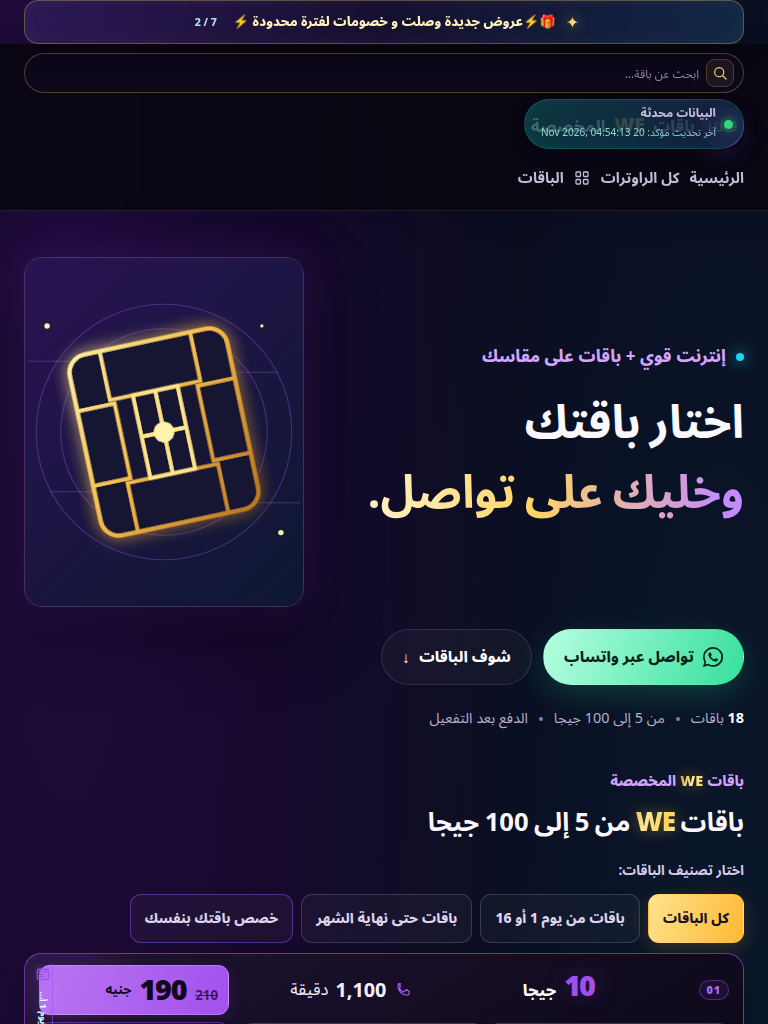 ✦ 🎁⚡عروض جديدة وصلت و خصومات لفترة محدودة ⚡ 2 / 7
ابحث عن باقة...
البيانات محدثة
آخر تحديث مؤكد: 20 Nov 2026, 04:54:13
باقات WE المخصصة
الرئيسية كل الراوترات الباقات
إنترنت قوي + باقات على مقاسك
اختار باقتك
وخليك على تواصل.
تواصل عبر واتساب
شوف الباقات ↓
18 باقات • من 5 إلى 100 جيجا • الدفع بعد التفعيل
باقات WE المخصصة
باقات WE من 5 إلى 100 جيجا
اختار تصنيف الباقات:
كل الباقات
باقات من يوم 1 أو 16
باقات حتى نهاية الشهر
خصص باقتك بنفسك
01 10 جيجا 1,100 دقيقة 210 190 جنيه